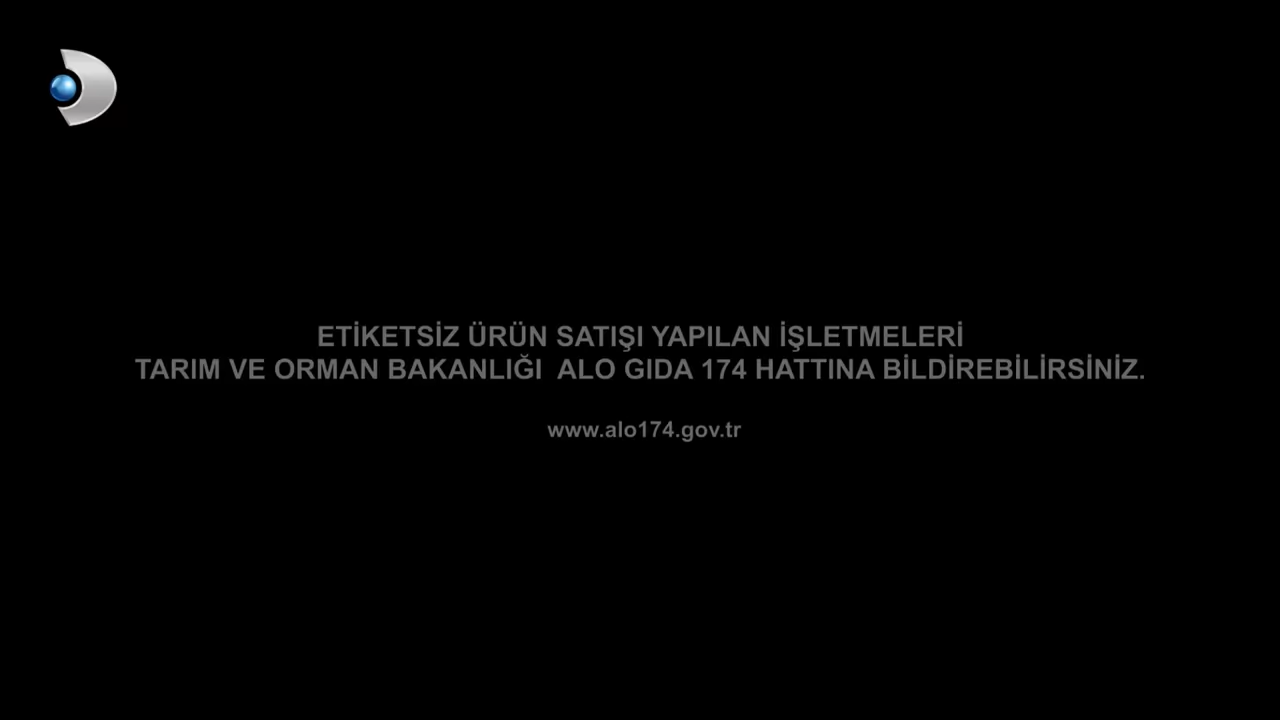 ETİKETSİZ ÜRÜN SATIŞI YAPILAN İŞLETMELERİ
TARIM VE ORMAN BAKANLIĞI  ALO GIDA 174 HATTINA BİLDİREBİLİRSİNİZ.
www.alo174.gov.tr